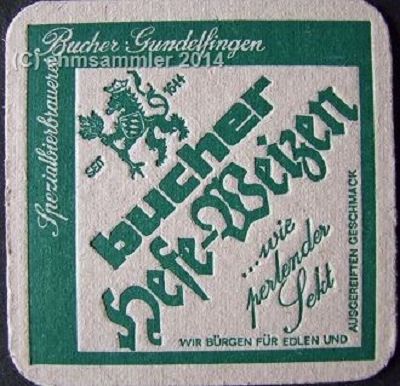 Spezialbierbrauerei Bucher Gundelfingen
(C) ehmsammler 2014
SEIT 1614
bucher
Hefe-Weizen
...wie
perlender
Sekt
WIR BÜRGEN FÜR EDLEN UND
AUSGEREIFTEN GESCHMACK